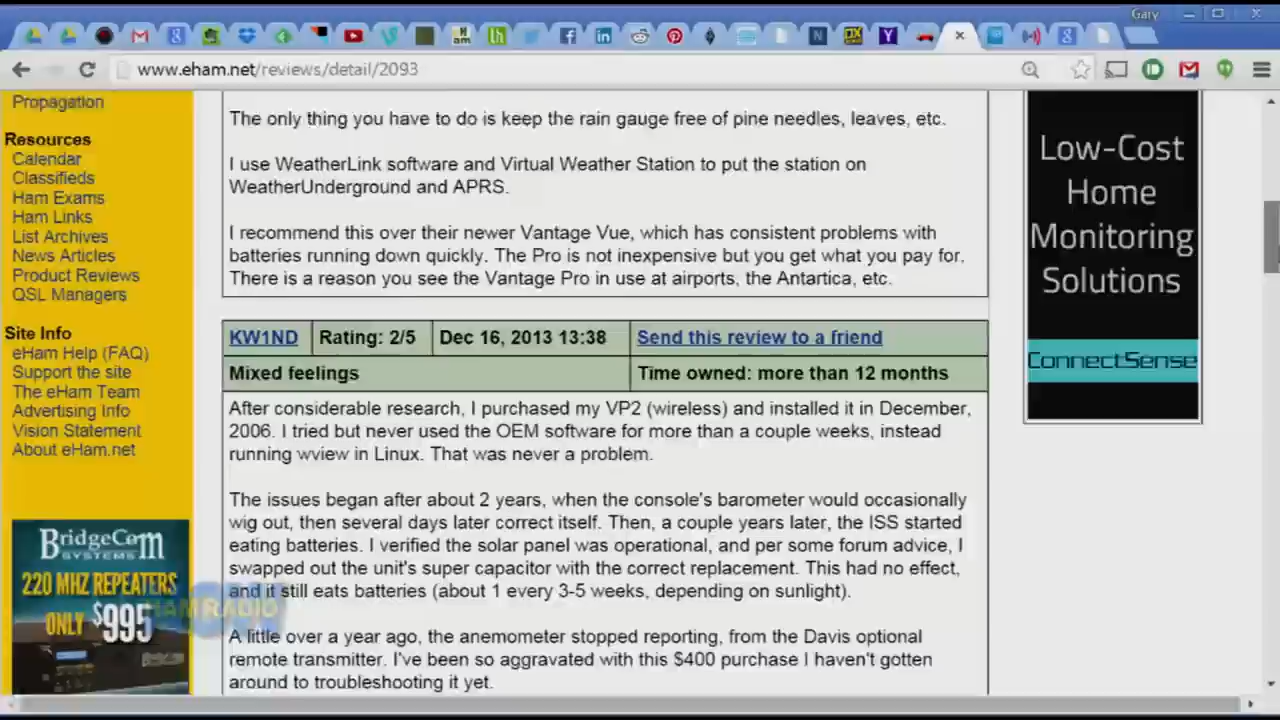 Gary
www.eham.net/reviews/detail/2093
Propagation
Resources
Calendar
Classifieds
Ham Exams
Ham Links
List Archives
News Articles
Product Reviews
QSL Managers
Site Info
eHam Help (FAQ)
Support the site
The eHam Team
Advertising Info
Vision Statement
About eHam.net
BridgeCom
SYSTEMS
220 MHZ REPEATERS
ONLY $995
HAM RADIO
The only thing you have to do is keep the rain gauge free of pine needles, leaves, etc.
I use WeatherLink software and Virtual Weather Station to put the station on
WeatherUnderground and APRS.
I recommend this over their newer Vantage Vue, which has consistent problems with
batteries running down quickly. The Pro is not inexpensive but you get what you pay for.
There is a reason you see the Vantage Pro in use at airports, the Antartica, etc.
KW1ND Rating: 2/5 Dec 16, 2013 13:38 Send this review to a friend
Mixed feelings Time owned: more than 12 months
After considerable research, I purchased my VP2 (wireless) and installed it in December,
2006. I tried but never used the OEM software for more than a couple weeks, instead
running wview in Linux. That was never a problem.
The issues began after about 2 years, when the console's barometer would occasionally
wig out, then several days later correct itself. Then, a couple years later, the ISS started
eating batteries. I verified the solar panel was operational, and per some forum advice, I
swapped out the unit's super capacitor with the correct replacement. This had no effect,
and it still eats batteries (about 1 every 3-5 weeks, depending on sunlight).
A little over a year ago, the anemometer stopped reporting, from the Davis optional
remote transmitter. I've been so aggravated with this $400 purchase I haven't gotten
around to troubleshooting it yet.
Low-Cost
Home
Monitoring
Solutions
ConnectSense